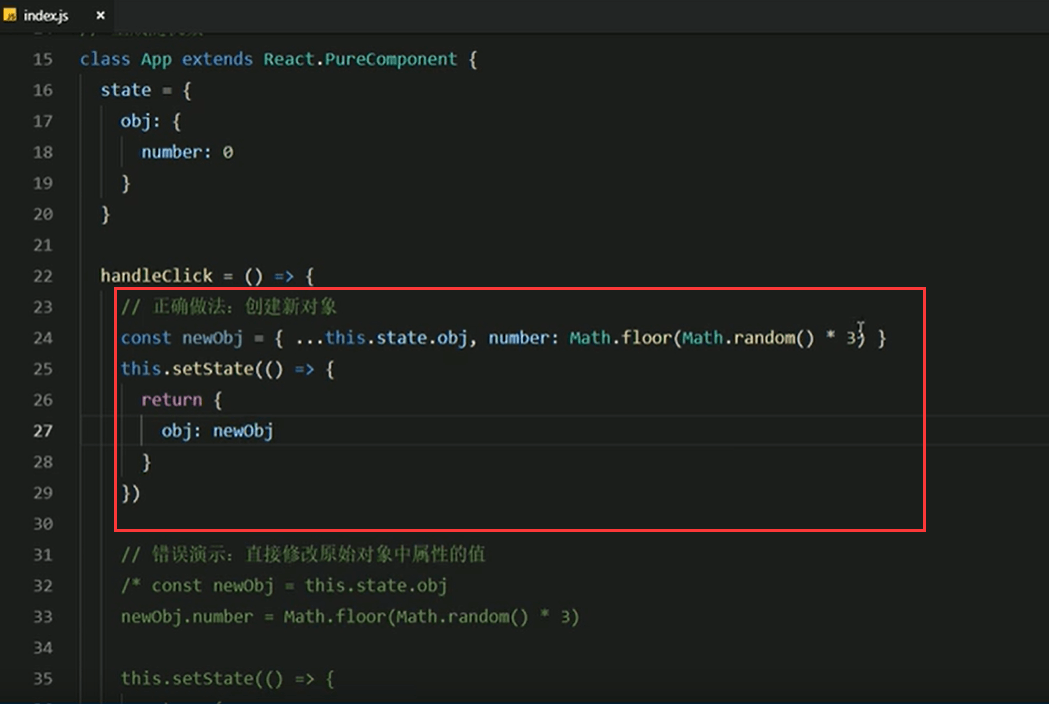 index.js ×
15 class App extends React.PureComponent {
16 state = {
17 obj: {
18 number: 0
19 }
20 }
21
22 handleClick = () => {
23 // 正确做法：创建新对象
24 const newObj = { ...this.state.obj, number: Math.floor(Math.random() * 3) }
25 this.setState(() => {
26 return {
27 obj: newObj
28 }
29 })
30
31 // 错误演示：直接修改原始对象中属性的值
32 /* const newObj = this.state.obj
33 newObj.number = Math.floor(Math.random() * 3)
34
35 this.setState(() => {